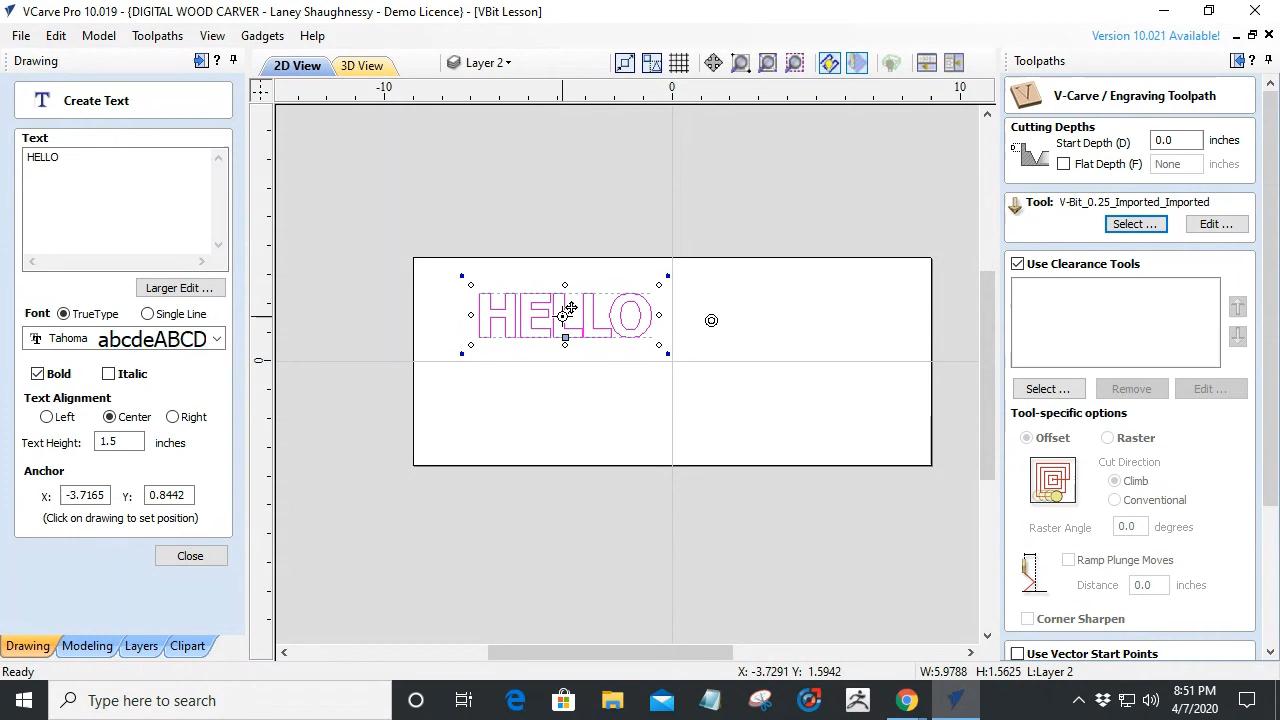 VCarve Pro 10.019 - {DIGITAL WOOD CARVER - Laney Shaughnessy - Demo Licence} - [VBit Lesson]
File Edit Model Toolpaths View Gadgets Help
Version 10.021 Available!
Drawing
Create Text
Text
HELLO
Larger Edit ...
Font TrueType Single Line
Tahoma abcdeABCD
Bold Italic
Text Alignment
Left Center Right
Text Height: 1.5 inches
Anchor
X: -3.7165 Y: 0.8442
(Click on drawing to set position)
Close
Drawing Modeling Layers Clipart
2D View 3D View Layer 2
-10 0 10
0
HELLO
Toolpaths
V-Carve / Engraving Toolpath
Cutting Depths
Start Depth (D) 0.0 inches
Flat Depth (F) None inches
Tool: V-Bit_0.25_Imported_Imported
Select ... Edit ...
Use Clearance Tools
Select ... Remove Edit ...
Tool-specific options
Offset Raster
Cut Direction
Climb
Conventional
Raster Angle 0.0 degrees
Ramp Plunge Moves
Distance 0.0 inches
Corner Sharpen
Use Vector Start Points
Ready X: -3.7291 Y: 1.5942 W:5.9788 H:1.5625 L:Layer 2
Type here to search
8:51 PM
4/7/2020